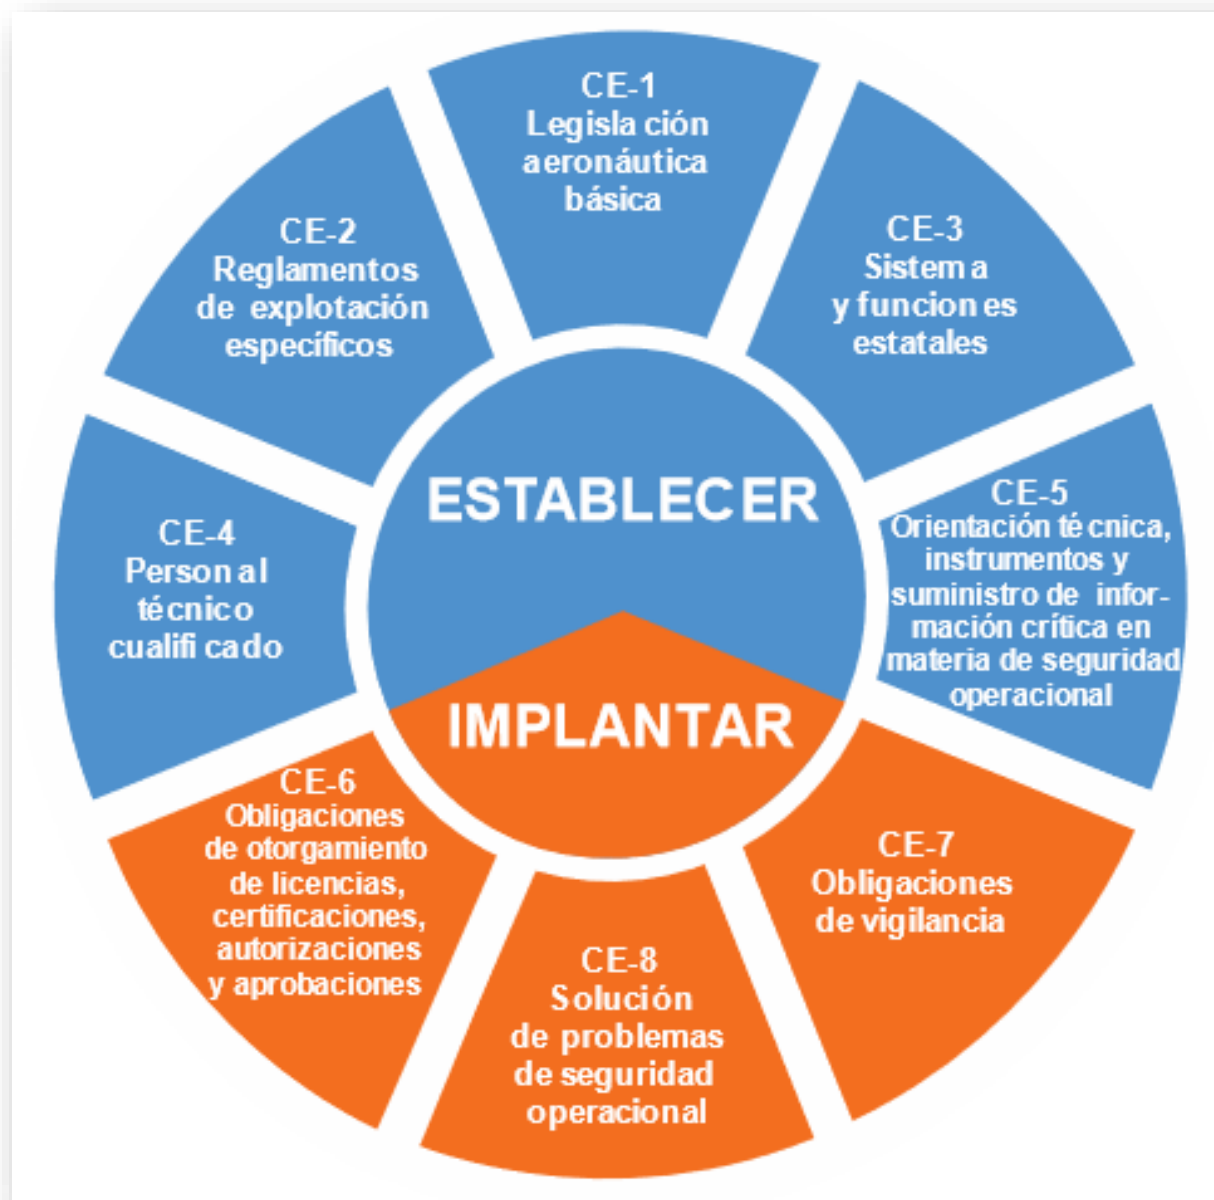 CE-1
Legislación
aeronáutica
básica
CE-2
Reglamentos
de explotación
específicos
CE-3
Sistema
y funciones
estatales
CE-4
Personal
técnico
cualificado
CE-5
Orientación técnica,
instrumentos y
suministro de infor-
mación crítica en
materia de seguridad
operacional
ESTABLECER
IMPLANTAR
CE-6
Obligaciones
de otorgamiento
de licencias,
certificaciones,
autorizaciones
y aprobaciones
CE-7
Obligaciones
de vigilancia
CE-8
Solución
de problemas
de seguridad
operacional